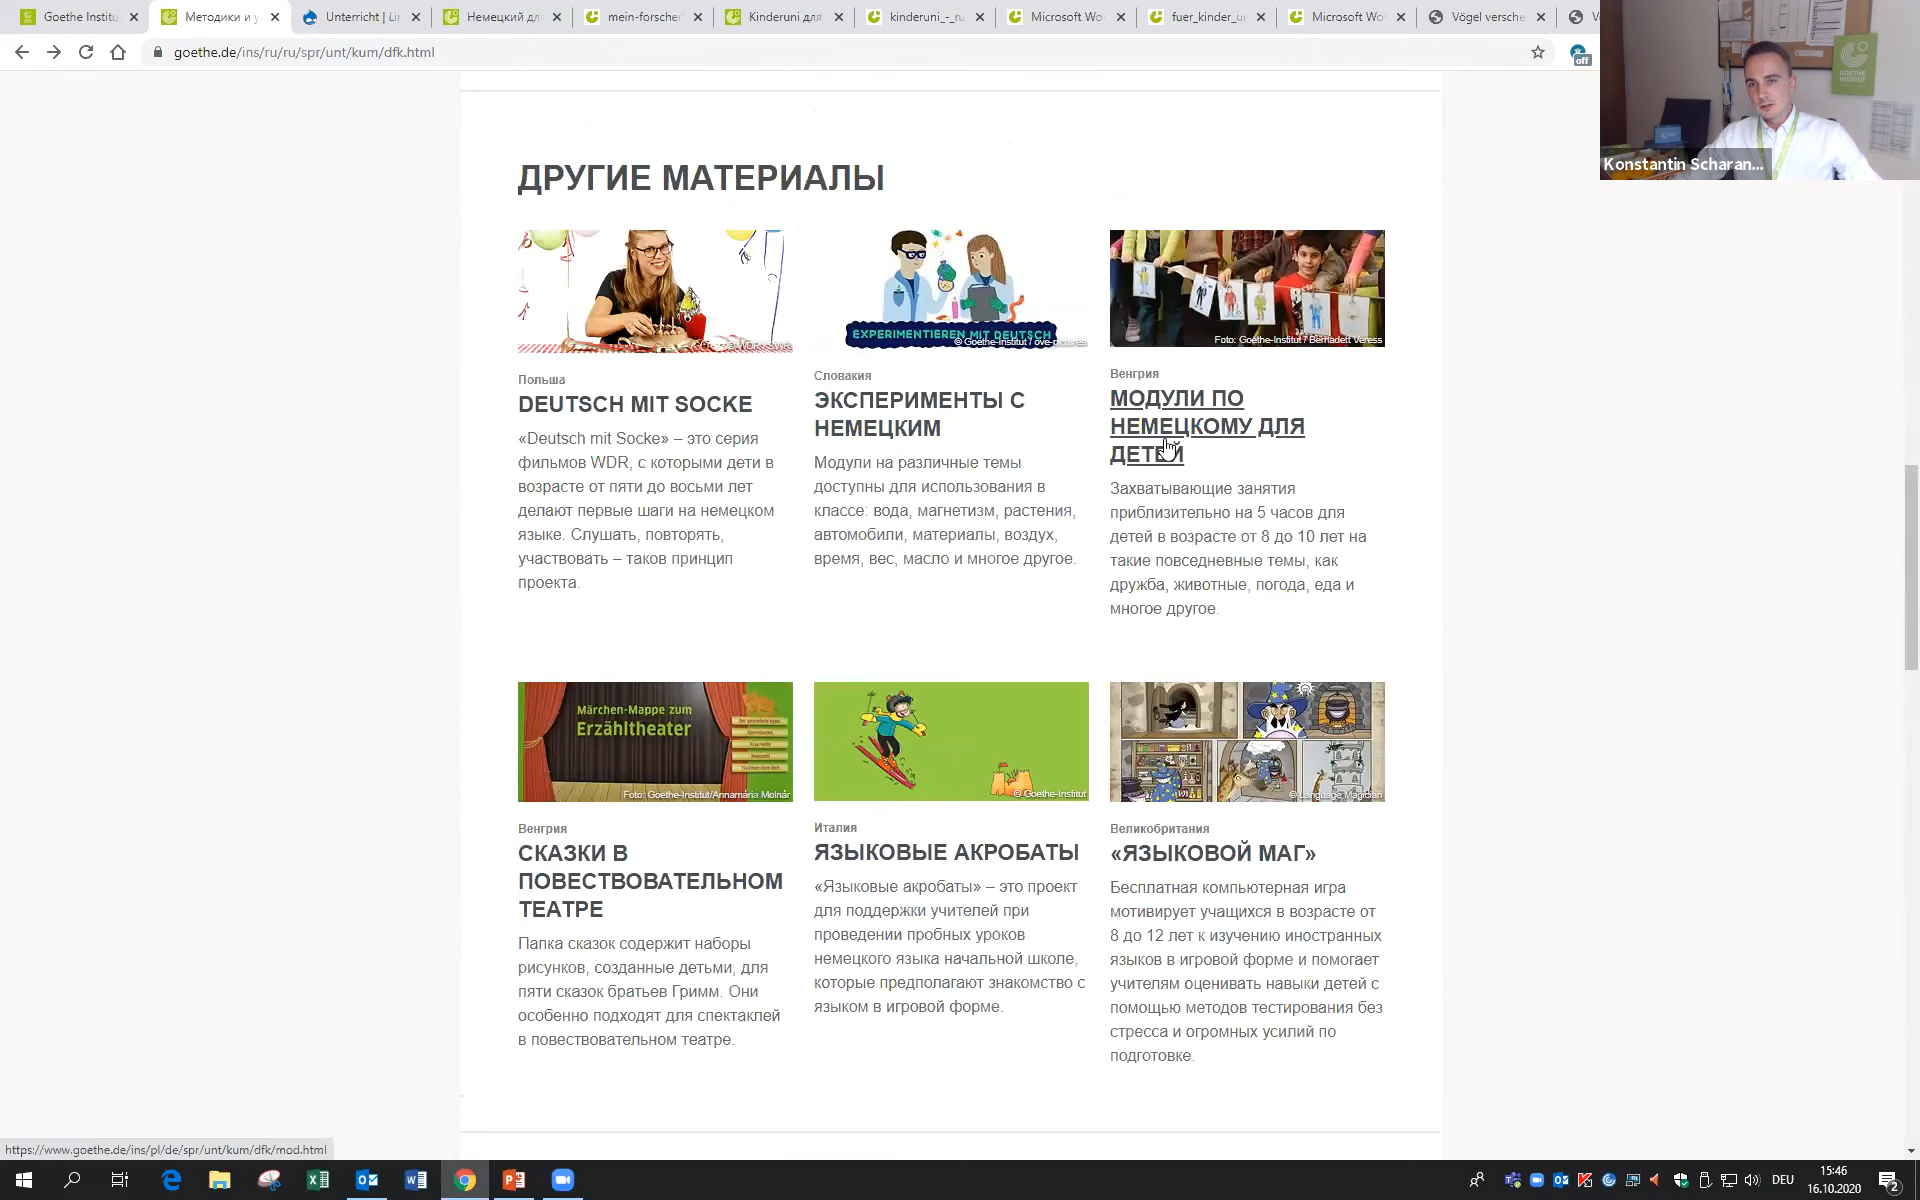 Goethe Institu
Методики и у
Unterricht | Lir
Немецкий дл
mein-forscher
Kinderuni для
kinderuni_-_ru
Microsoft Wo
fuer_kinder_u
Microsoft Wo
Vögel versche
goethe.de/ins/ru/ru/spr/unt/kum/dfk.html
off
GOETHE
INSTITUT
Konstantin Scharan...
ДРУГИЕ МАТЕРИАЛЫ
EXPERIMENTIEREN MIT DEUTSCH
© Goethe-Institut / ove-pictures
Foto: Goethe-Institut / Bernadett Veress
Польша
DEUTSCH MIT SOCKE
«Deutsch mit Socke» – это серия
фильмов WDR, с которыми дети в
возрасте от пяти до восьми лет
делают первые шаги на немецком
языке. Слушать, повторять,
участвовать – таков принцип
проекта.
Словакия
ЭКСПЕРИМЕНТЫ С
НЕМЕЦКИМ
Модули на различные темы
доступны для использования в
классе: вода, магнетизм, растения,
автомобили, материалы, воздух,
время, вес, масло и многое другое.
Венгрия
МОДУЛИ ПО
НЕМЕЦКОМУ ДЛЯ
ДЕТЕЙ
Захватывающие занятия
приблизительно на 5 часов для
детей в возрасте от 8 до 10 лет на
такие повседневные темы, как
дружба, животные, погода, еда и
многое другое.
Märchen-Mappe zum
Erzähltheater
Foto: Goethe-Institut/Annamária Molnár
© Goethe-Institut
© Language Magician
Венгрия
СКАЗКИ В
ПОВЕСТВОВАТЕЛЬНОМ
ТЕАТРЕ
Папка сказок содержит наборы
рисунков, созданные детьми, для
пяти сказок братьев Гримм. Они
особенно подходят для спектаклей
в повествовательном театре.
Италия
ЯЗЫКОВЫЕ АКРОБАТЫ
«Языковые акробаты» – это проект
для поддержки учителей при
проведении пробных уроков
немецкого языка начальной школе,
которые предполагают знакомство с
языком в игровой форме.
Великобритания
«ЯЗЫКОВОЙ МАГ»
Бесплатная компьютерная игра
мотивирует учащихся в возрасте от
8 до 12 лет к изучению иностранных
языков в игровой форме и помогает
учителям оценивать навыки детей с
помощью методов тестирования без
стресса и огромных усилий по
подготовке.
https://www.goethe.de/ins/pl/de/spr/unt/kum/dfk/mod.html
DEU
15:46
16.10.2020
2